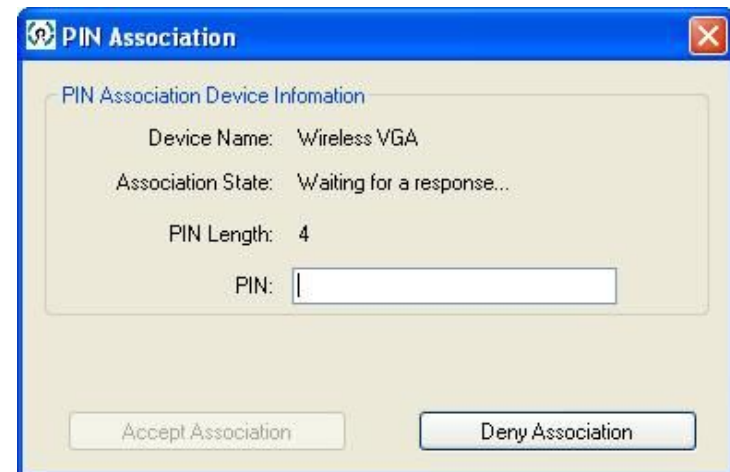 PIN Association
PIN Association Device Infomation
Device Name: Wireless VGA
Association State: Waiting for a response...
PIN Length: 4
PIN:
Accept Association Deny Association